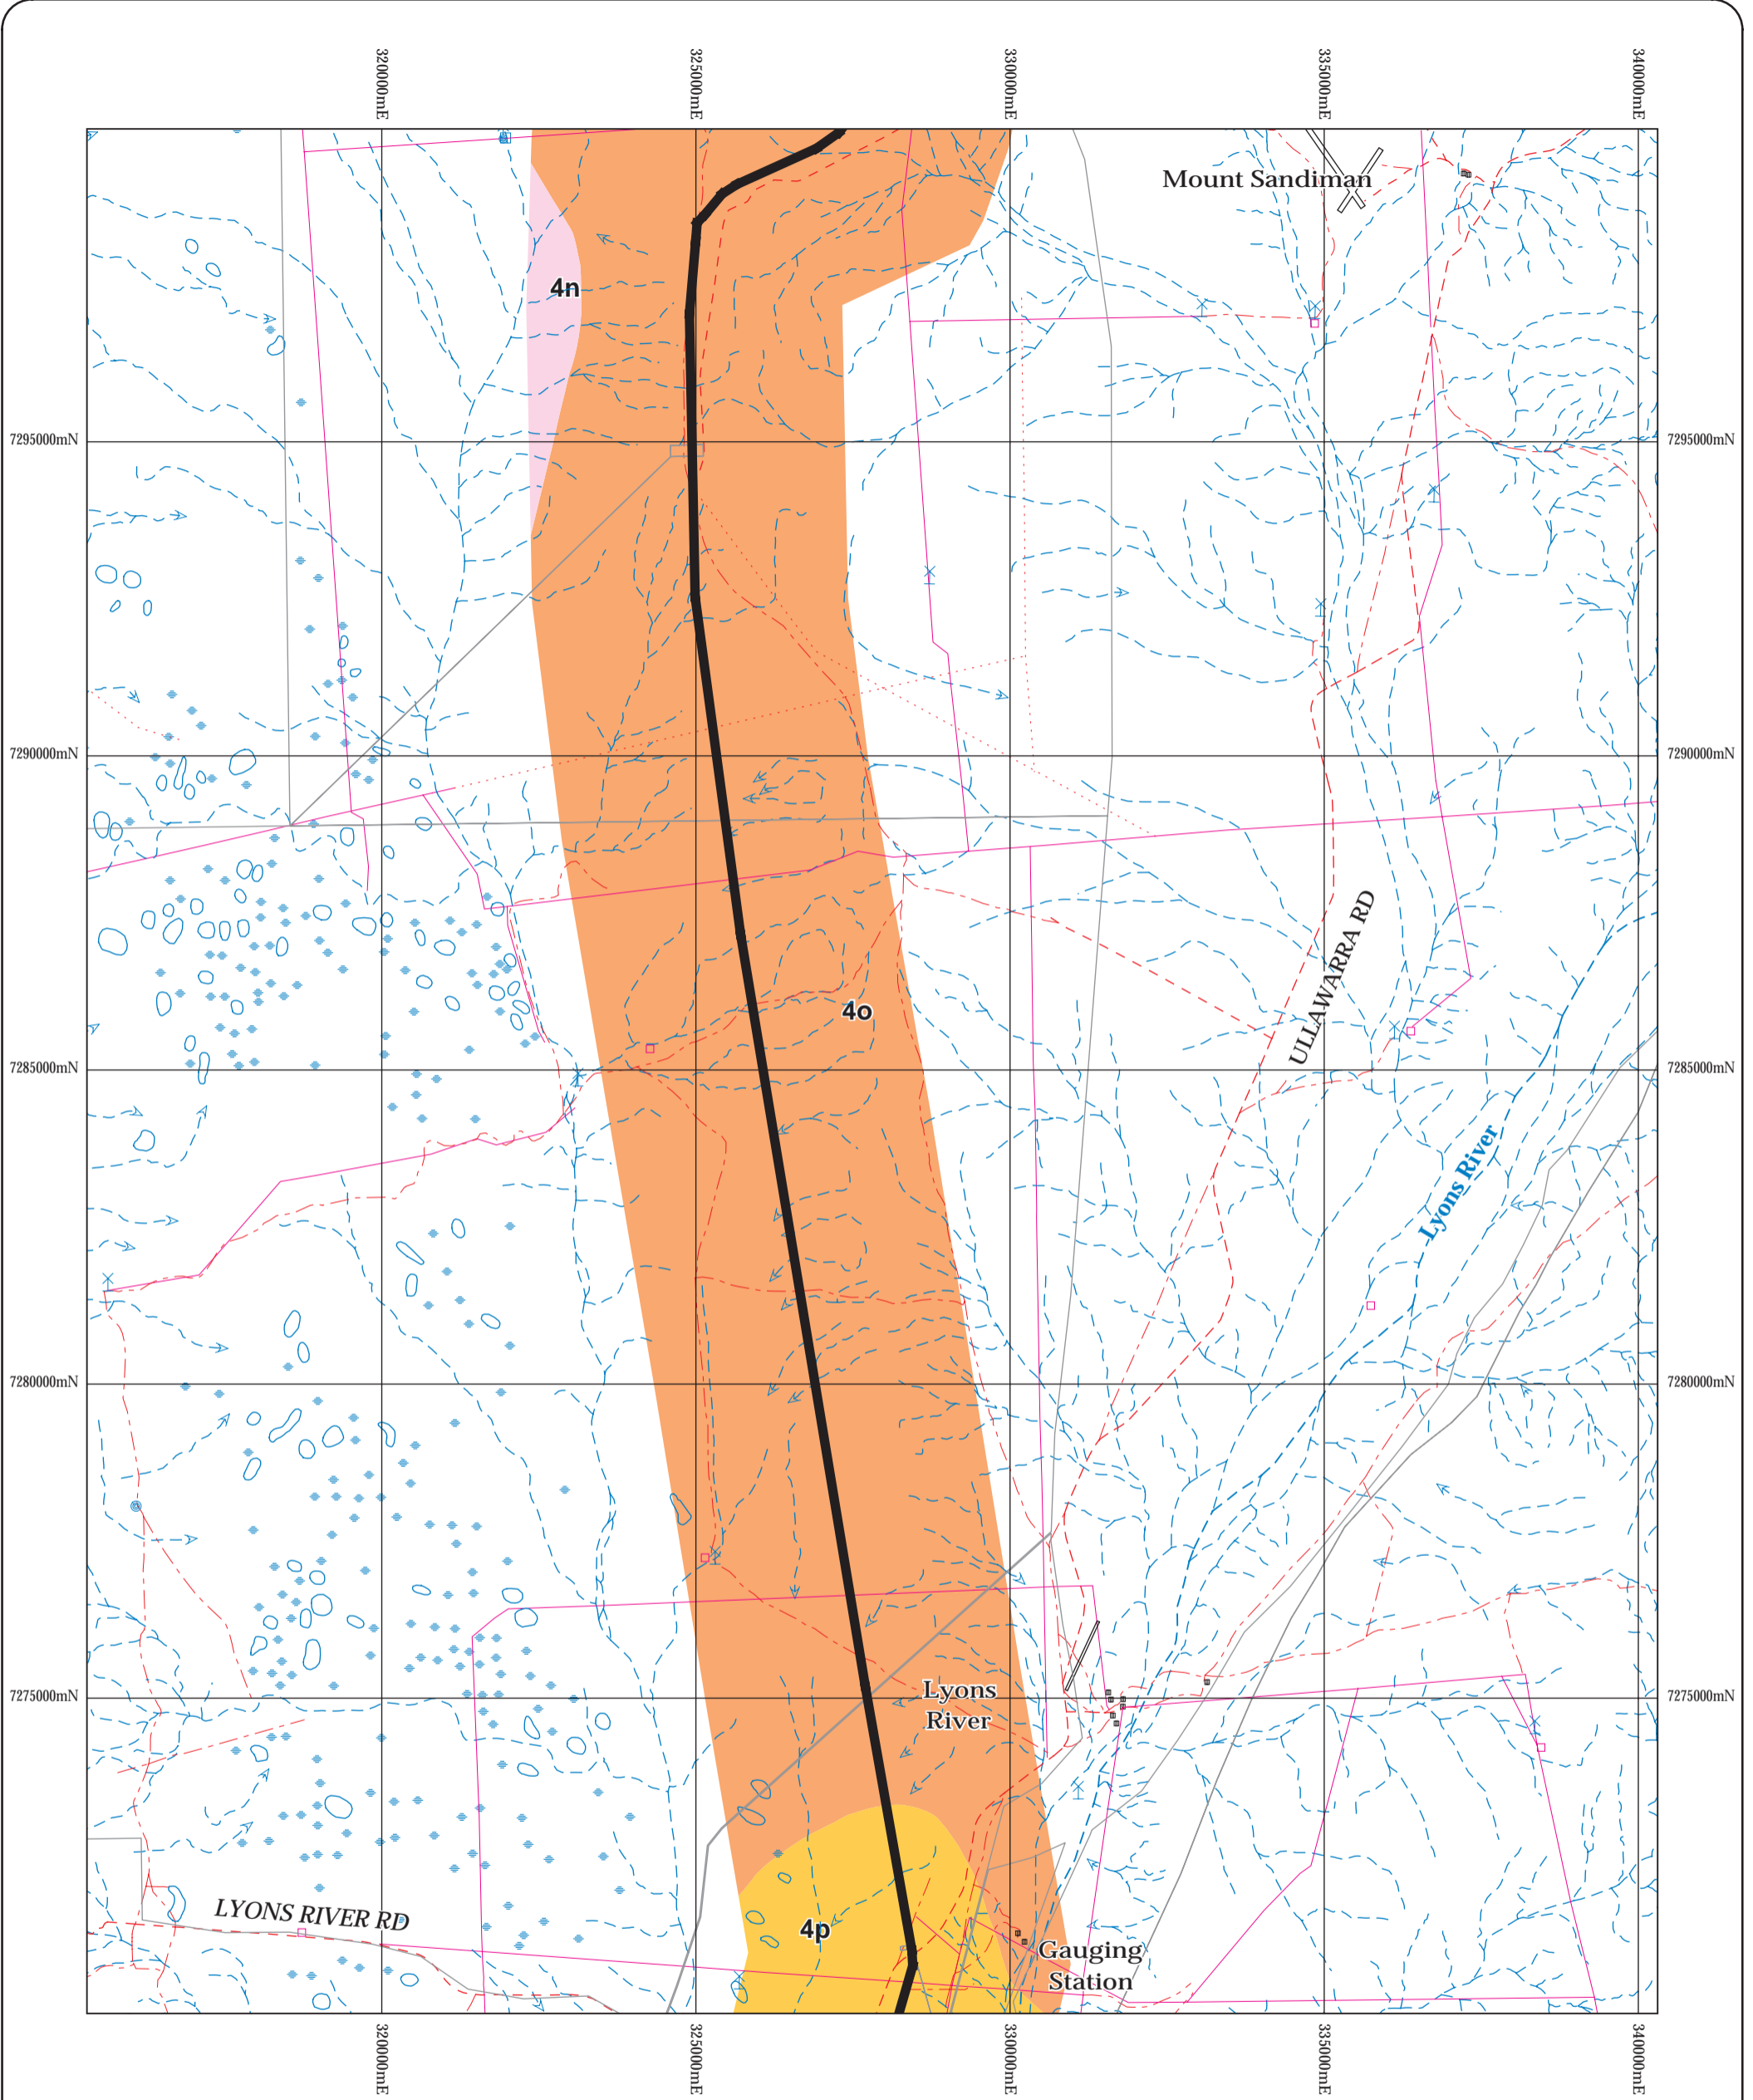 320000mE
325000mE
330000mE
335000mE
340000mE
Mount Sandiman
4n
7295000mN
7295000mN
7290000mN
7290000mN
ULLAWARRA RD
4o
7285000mN
7285000mN
Lyons River
7280000mN
7280000mN
7275000mN
Lyons
River
7275000mN
LYONS RIVER RD
4p
Gauging
Station
320000mE
325000mE
330000mE
335000mE
340000mE